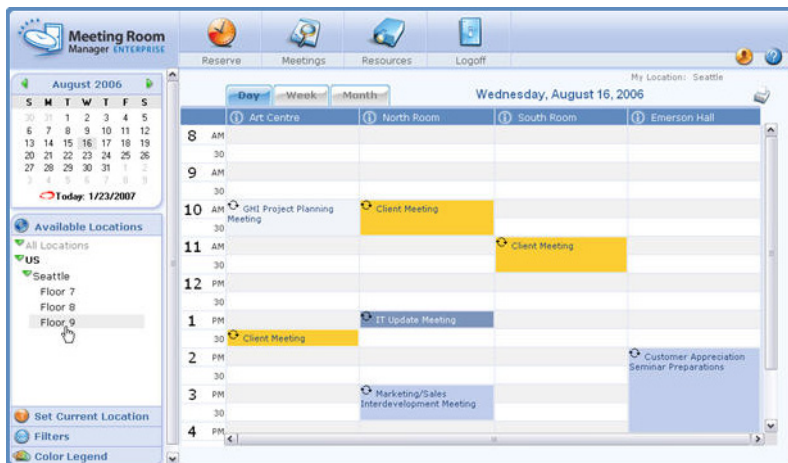 Meeting Room
Manager ENTERPRISE
Reserve Meetings Resources Logoff
My Location: Seattle
August 2006
S M T W T F S
30 31 1 2 3 4 5
6 7 8 9 10 11 12
13 14 15 16 17 18 19
20 21 22 23 24 25 26
27 28 29 30 31 1 2
3 4 5 6 7 8 9
Today: 1/23/2007
Available Locations
All Locations
US
Seattle
Floor 7
Floor 8
Floor 9
Set Current Location
Filters
Color Legend
Day Week Month Wednesday, August 16, 2006
Art Centre North Room South Room Emerson Hall
8 AM
30
9 AM
30
10 AM GHI Project Planning Meeting Client Meeting
30
11 AM Client Meeting
30
12 PM
30
1 PM IT Update Meeting
30 Client Meeting
2 PM Customer Appreciation
Seminar Preparations
30
3 PM Marketing/Sales
Interdevelopment Meeting
30
4 PM